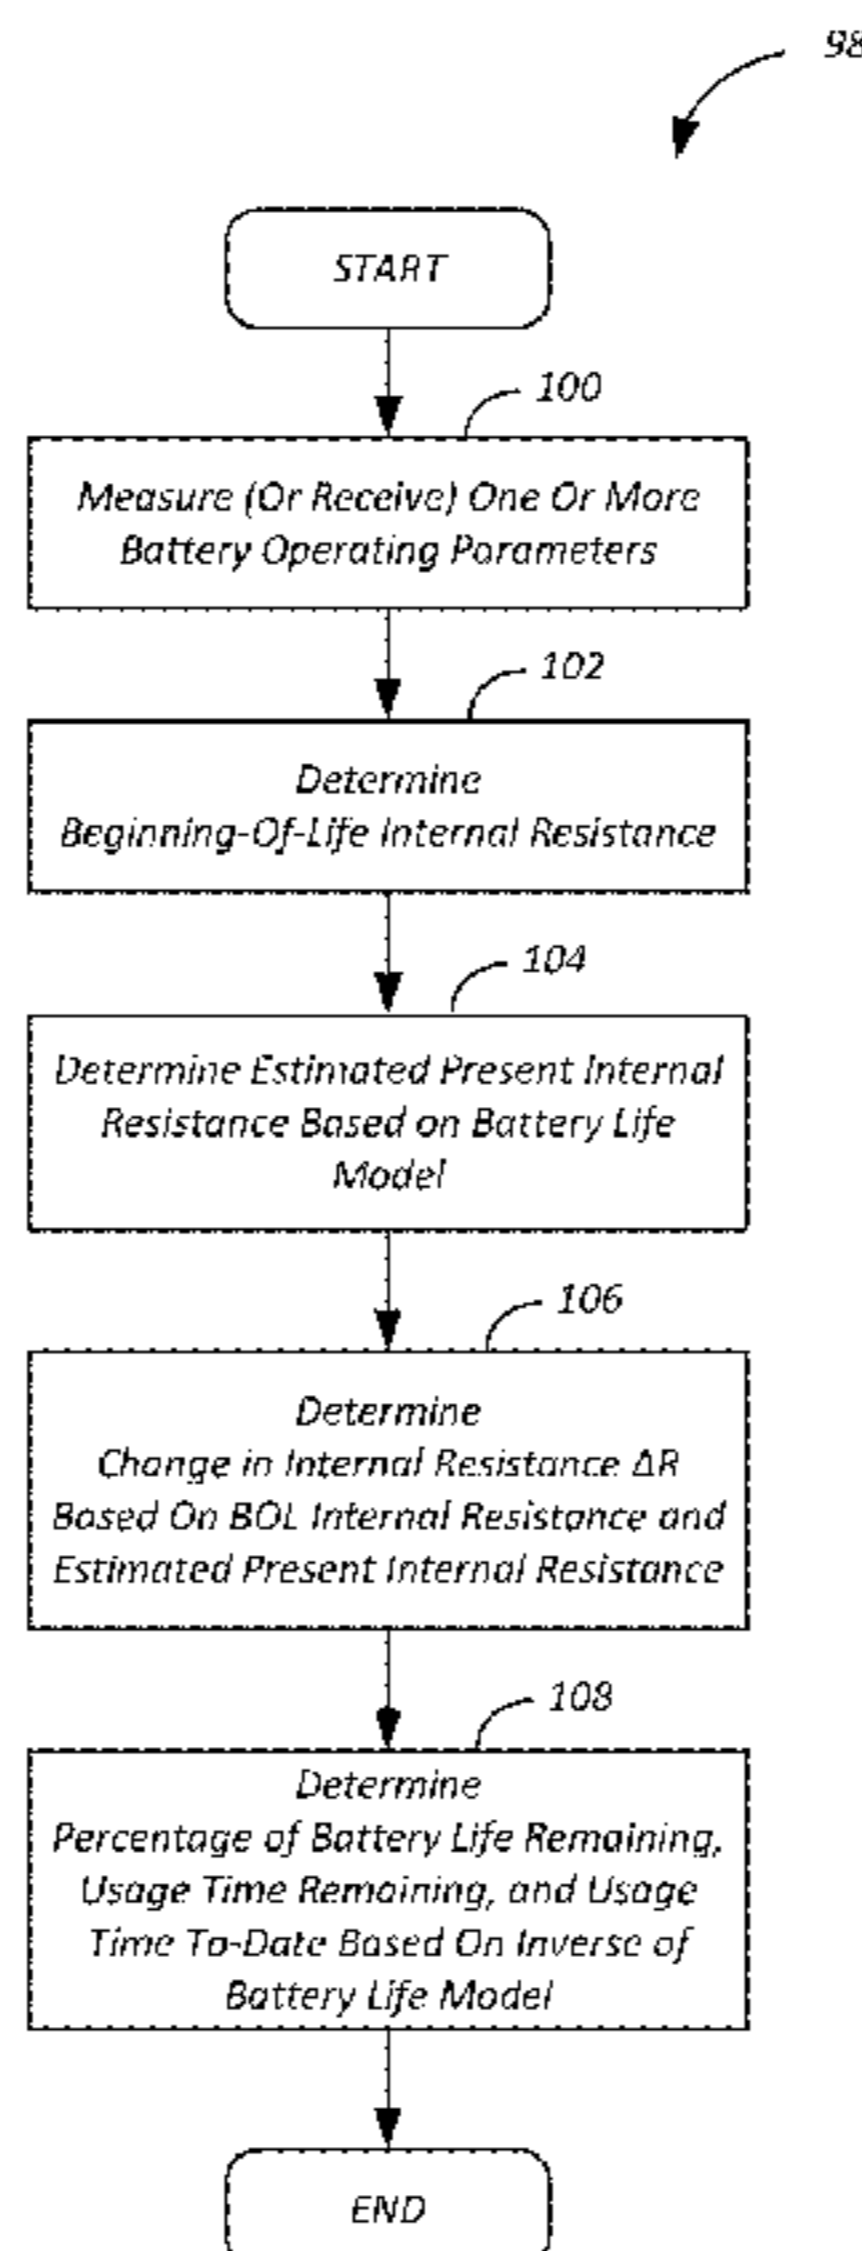 98
START
100
Measure (Or Receive) One Or More
Battery Operating Parameters
102
Determine
Beginning-Of-Life Internal Resistance
104
Determine Estimated Present Internal
Resistance Based on Battery Life
Model
106
Determine
Change in Internal Resistance ΔR
Based On BOL Internal Resistance and
Estimated Present Internal Resistance
108
Determine
Percentage of Battery Life Remaining,
Usage Time Remaining, and Usage
Time To-Date Based On Inverse of
Battery Life Model
END